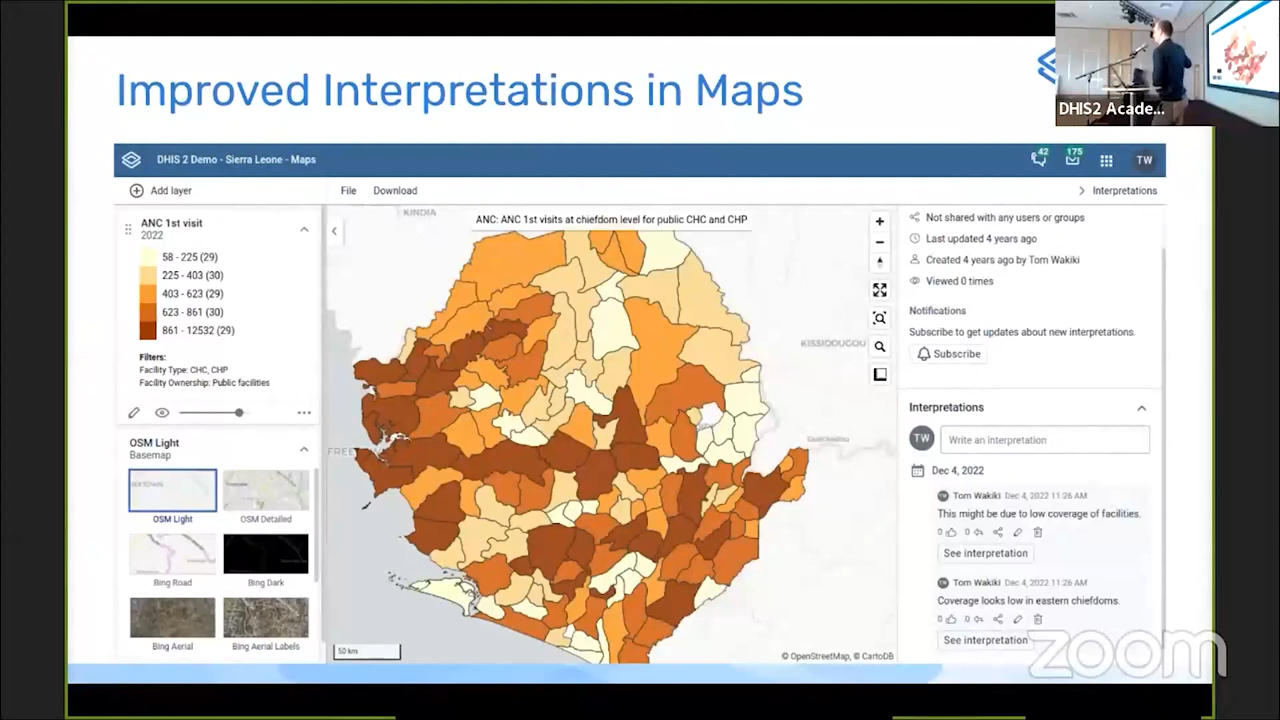 Improved Interpretations in Maps
DHIS2 Acade...
DHIS 2 Demo - Sierra Leone - Maps
42
175
TW
Add layer
File
Download
Interpretations
ANC 1st visit
2022
58 - 225 (29)
225 - 403 (30)
403 - 623 (29)
623 - 861 (30)
861 - 12532 (29)
Filters:
Facility Type: CHC, CHP
Facility Ownership: Public facilities
OSM Light
Basemap
OSM Light
OSM Detailed
Bing Road
Bing Dark
Bing Aerial
Bing Aerial Labels
KINDIA
ANC: ANC 1st visits at chiefdom level for public CHC and CHP
KISSIDOUGOU
50 km
© OpenStreetMap, © CartoDB
Not shared with any users or groups
Last updated 4 years ago
Created 4 years ago by Tom Wakiki
Viewed 0 times
Notifications
Subscribe to get updates about new interpretations.
Subscribe
Interpretations
TW
Write an interpretation
Dec 4, 2022
Tom Wakiki Dec 4, 2022 11:26 AM
This might be due to low coverage of facilities.
0 0
See interpretation
Tom Wakiki Dec 4, 2022 11:26 AM
Coverage looks low in eastern chiefdoms.
0 0
See interpretation
zoom